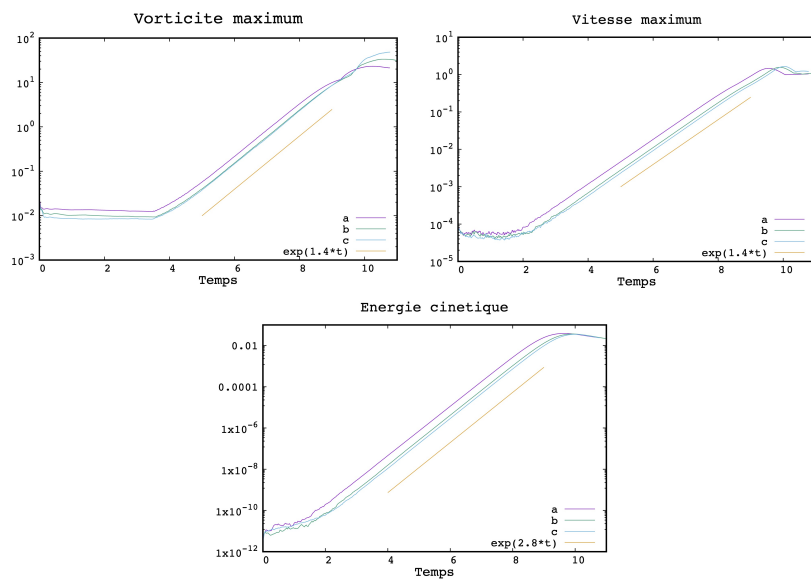 Vorticite maximum
10^2
10^1
10^0
10^-1
10^-2
10^-3
0 2 4 6 8 10
Temps
a
b
c
exp(1.4*t)
Vitesse maximum
10^1
10^0
10^-1
10^-2
10^-3
10^-4
10^-5
0 2 4 6 8 10
Temps
a
b
c
exp(1.4*t)
Energie cinetique
0.01
0.0001
1x10^-6
1x10^-8
1x10^-10
1x10^-12
0 2 4 6 8 10
Temps
a
b
c
exp(2.8*t)